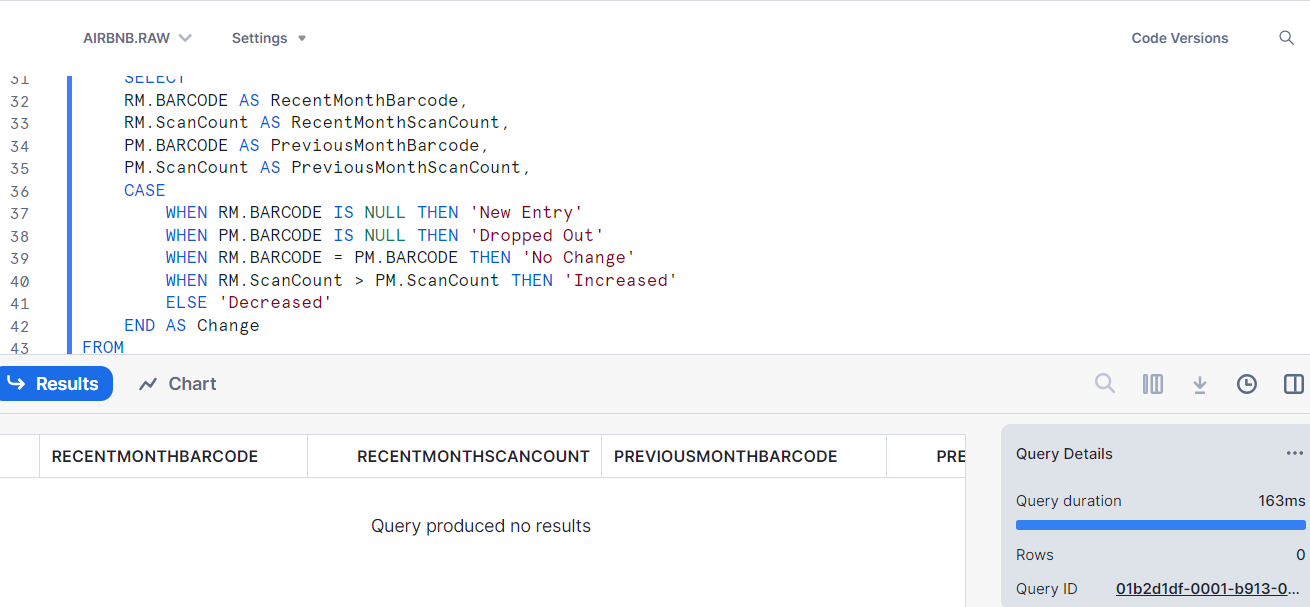 AIRBNB.RAW Settings Code Versions
31 SELECT
32 RM.BARCODE AS RecentMonthBarcode,
33 RM.ScanCount AS RecentMonthScanCount,
34 PM.BARCODE AS PreviousMonthBarcode,
35 PM.ScanCount AS PreviousMonthScanCount,
36 CASE
37 WHEN RM.BARCODE IS NULL THEN 'New Entry'
38 WHEN PM.BARCODE IS NULL THEN 'Dropped Out'
39 WHEN RM.BARCODE = PM.BARCODE THEN 'No Change'
40 WHEN RM.ScanCount > PM.ScanCount THEN 'Increased'
41 ELSE 'Decreased'
42 END AS Change
43 FROM
Results Chart
RECENTMONTHBARCODE RECENTMONTHSCANCOUNT PREVIOUSMONTHBARCODE PRE
Query produced no results
Query Details
Query duration 163ms
Rows 0
Query ID 01b2d1df-0001-b913-0...